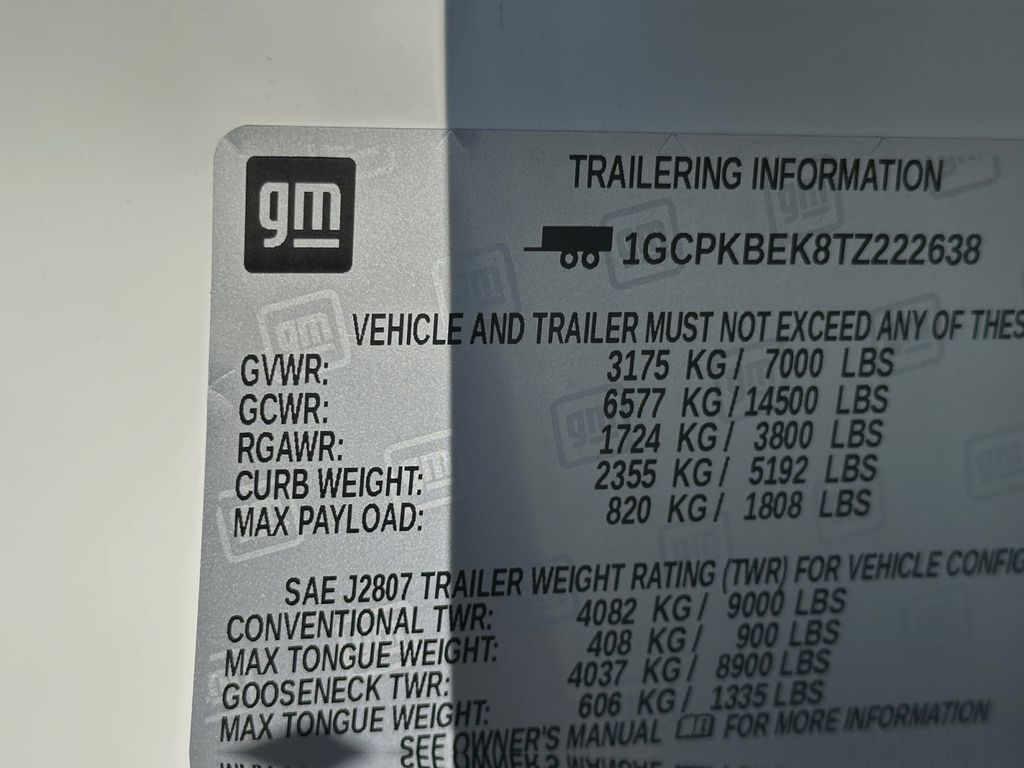 gm
TRAILERING INFORMATION
1GCPKBEK8TZ222638
VEHICLE AND TRAILER MUST NOT EXCEED ANY OF THES
GVWR: 3175 KG / 7000 LBS
GCWR: 6577 KG / 14500 LBS
RGAWR: 1724 KG / 3800 LBS
CURB WEIGHT: 2355 KG / 5192 LBS
MAX PAYLOAD: 820 KG / 1808 LBS
SAE J2807 TRAILER WEIGHT RATING (TWR) FOR VEHICLE CONFIG
CONVENTIONAL TWR: 4082 KG / 9000 LBS
MAX TONGUE WEIGHT: 408 KG / 900 LBS
GOOSENECK TWR: 4037 KG / 8900 LBS
MAX TONGUE WEIGHT: 606 KG / 1335 LBS
SEE OWNER'S MANUAL FOR MORE INFORMATION